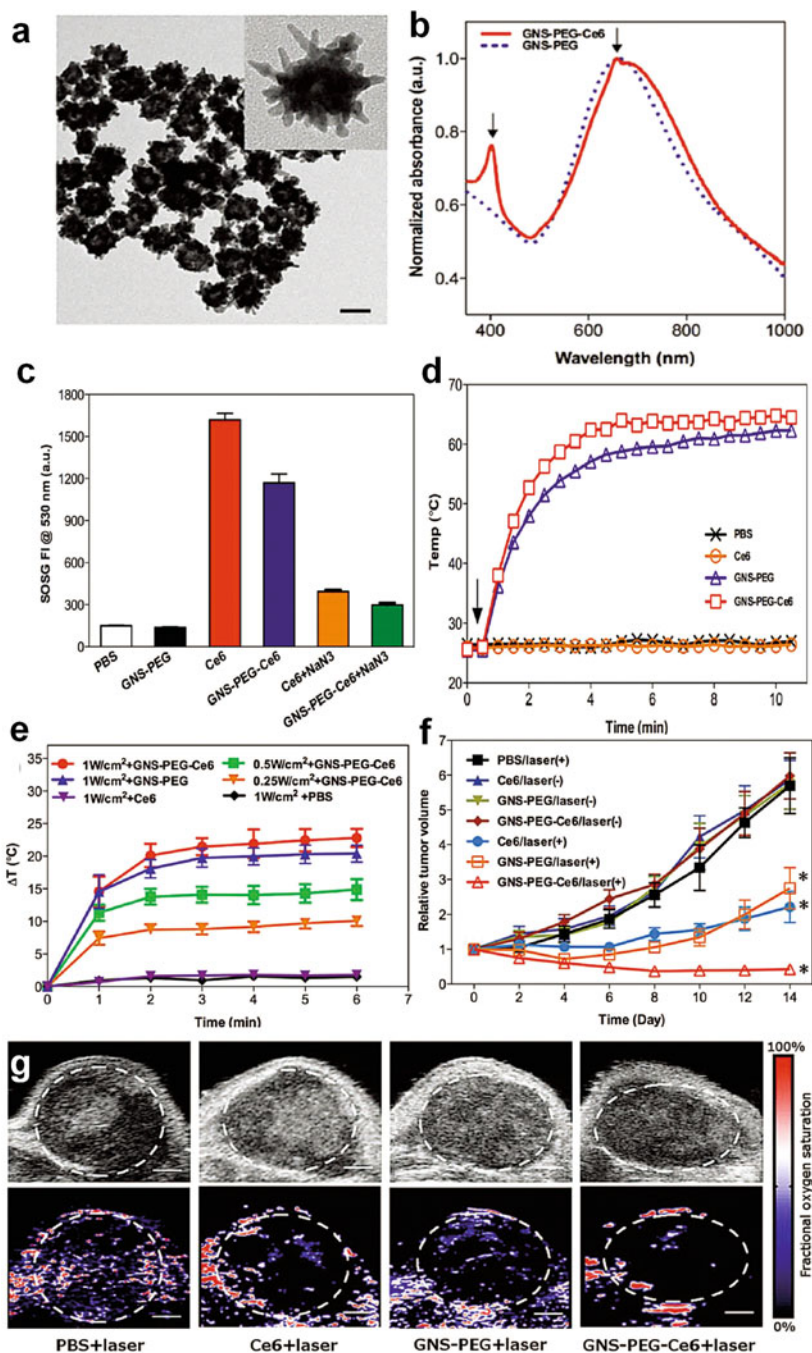 a
b
GNS-PEG-Ce6
GNS-PEG
1.0
0.8
0.6
0.4
Normalized absorbance (a.u.)
400 600 800 1000
Wavelength (nm)
c
1800
1500
1200
900
600
300
0
SOSG FI @ 530 nm (a.u.)
PBS
GNS-PEG
Ce6
GNS-PEG-Ce6
Ce6+NaN3
GNS-PEG-Ce6+NaN3
d
70
60
50
40
30
20
Temp (°C)
PBS
Ce6
GNS-PEG
GNS-PEG-Ce6
0 2 4 6 8 10
Time (min)
e
35
30
25
20
15
10
5
0
ΔT (°C)
1W/cm²+GNS-PEG-Ce6
0.5W/cm²+GNS-PEG-Ce6
1W/cm²+GNS-PEG
0.25W/cm²+GNS-PEG-Ce6
1W/cm²+Ce6
1W/cm²+PBS
0 1 2 3 4 5 6 7
Time (min)
f
7
6
5
4
3
2
1
0
Relative tumor volume
PBS/laser(+)
Ce6/laser(-)
GNS-PEG/laser(-)
GNS-PEG-Ce6/laser(-)
Ce6/laser(+)
GNS-PEG/laser(+)
GNS-PEG-Ce6/laser(+)
*
*
*
0 2 4 6 8 10 12 14
Time (Day)
g
100%
Fractional oxygen saturation
0%
PBS+laser
Ce6+laser
GNS-PEG+laser
GNS-PEG-Ce6+laser